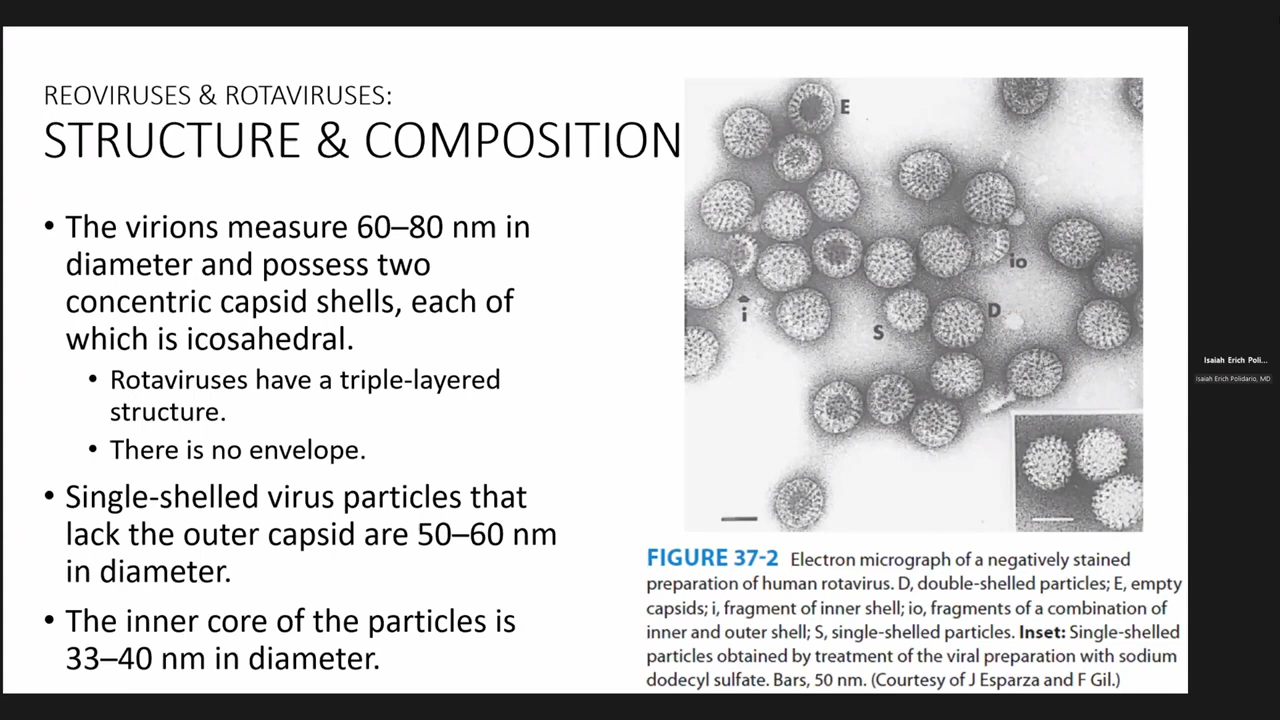 REOVIRUSES & ROTAVIRUSES:
STRUCTURE & COMPOSITION
• The virions measure 60–80 nm in
diameter and possess two
concentric capsid shells, each of
which is icosahedral.
• Rotaviruses have a triple-layered
structure.
• There is no envelope.
• Single-shelled virus particles that
lack the outer capsid are 50–60 nm
in diameter.
• The inner core of the particles is
33–40 nm in diameter.
E
io
i
D
S
FIGURE 37-2 Electron micrograph of a negatively stained
preparation of human rotavirus. D, double-shelled particles; E, empty
capsids; i, fragment of inner shell; io, fragments of a combination of
inner and outer shell; S, single-shelled particles. Inset: Single-shelled
particles obtained by treatment of the viral preparation with sodium
dodecyl sulfate. Bars, 50 nm. (Courtesy of J Esparza and F Gil.)
Isaiah Erich Poli...
Isaiah Erich Polidario, MD